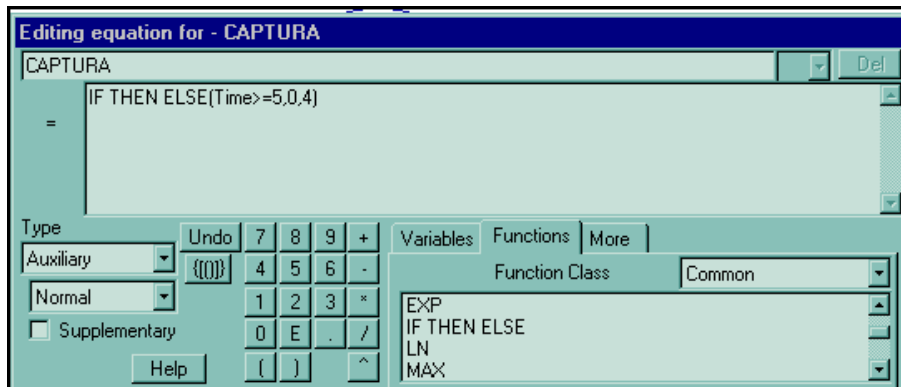 Editing equation for - CAPTURA
CAPTURA
Del
=
IF THEN ELSE(Time>=5,0,4)
Type
Auxiliary
Normal
Supplementary
Help
Undo 7 8 9 +
{[()]} 4 5 6 -
1 2 3 *
0 E . /
( ) ^
Variables Functions More
Function Class Common
EXP
IF THEN ELSE
LN
MAX